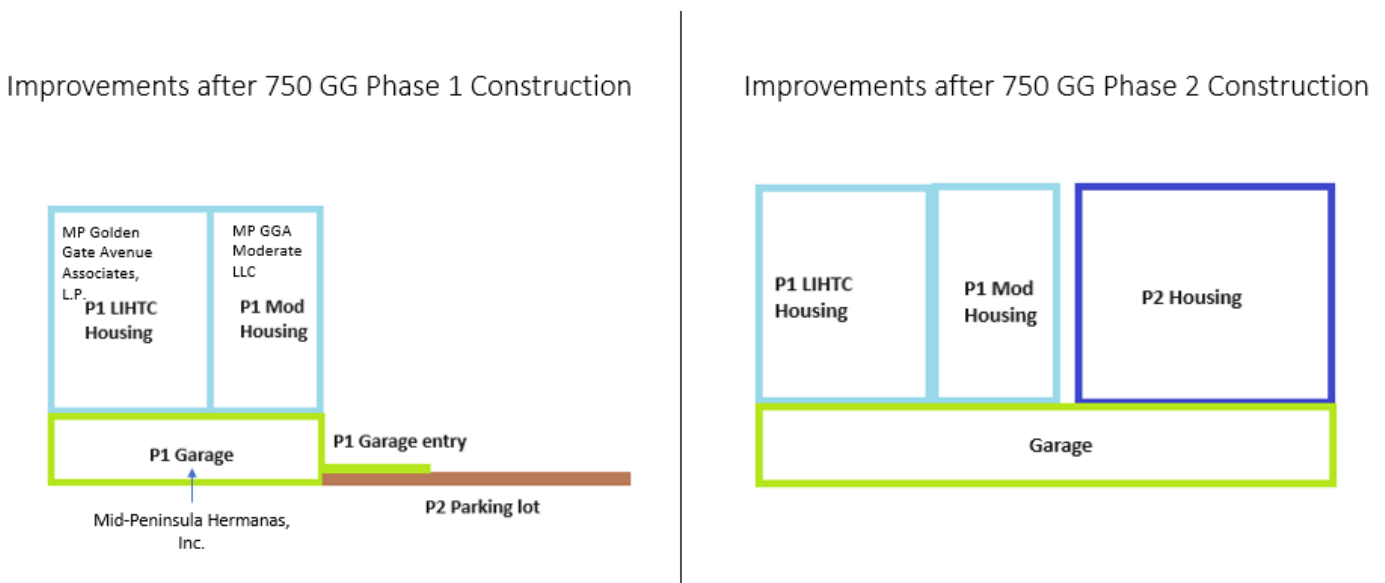 Improvements after 750 GG Phase 1 Construction
MP Golden
Gate Avenue
Associates,
L.P.
P1 LIHTC
Housing
MP GGA
Moderate
LLC
P1 Mod
Housing
P1 Garage
P1 Garage entry
P2 Parking lot
Mid-Peninsula Hermanas,
Inc.
Improvements after 750 GG Phase 2 Construction
P1 LIHTC
Housing
P1 Mod
Housing
P2 Housing
Garage